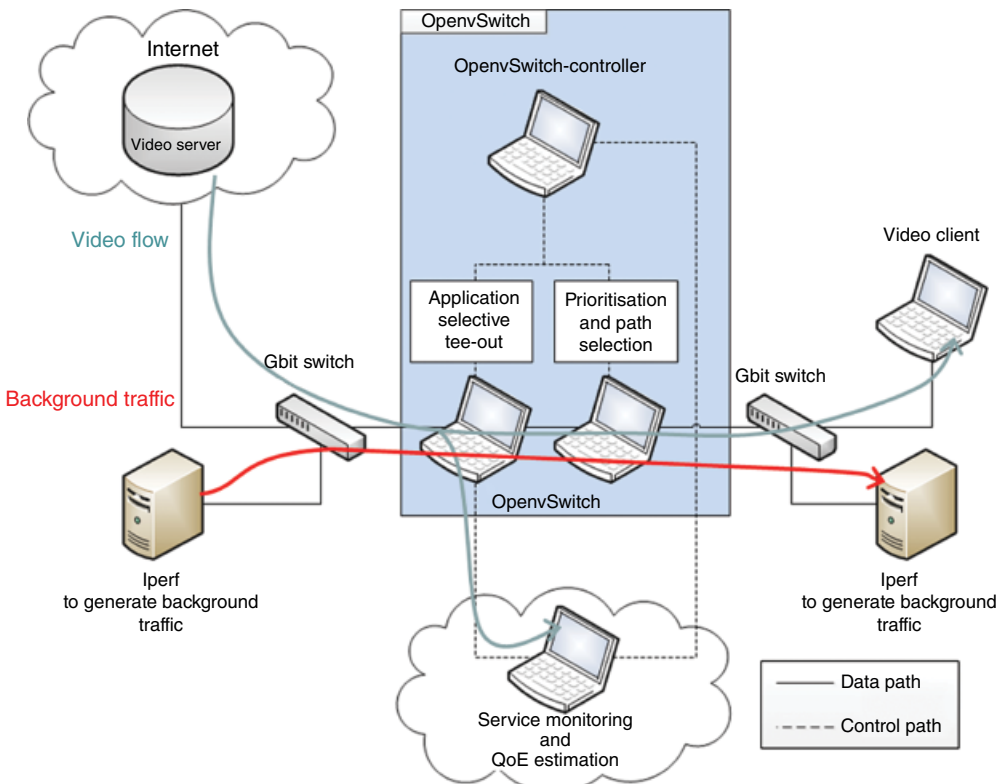 OpenvSwitch
Internet
OpenvSwitch-controller
Video server
Video flow
Video client
Application
selective
tee-out
Prioritisation
and path
selection
Gbit switch
Gbit switch
Background traffic
OpenvSwitch
Iperf
to generate background
traffic
Iperf
to generate background
traffic
Service monitoring
and
QoE estimation
Data path
Control path